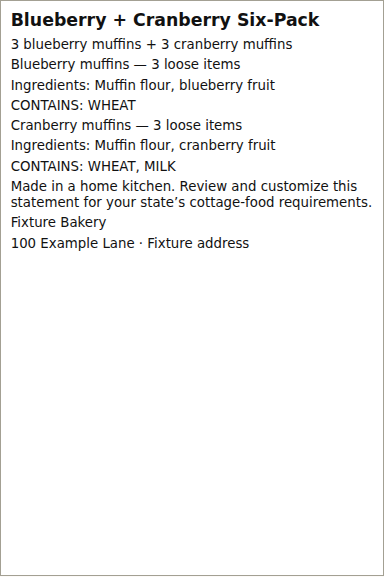 Blueberry + Cranberry Six-Pack
3 blueberry muffins + 3 cranberry muffins
Blueberry muffins — 3 loose items
Ingredients: Muffin flour, blueberry fruit
CONTAINS: WHEAT
Cranberry muffins — 3 loose items
Ingredients: Muffin flour, cranberry fruit
CONTAINS: WHEAT, MILK
Made in a home kitchen. Review and customize this
statement for your state’s cottage-food requirements.
Fixture Bakery
100 Example Lane · Fixture address